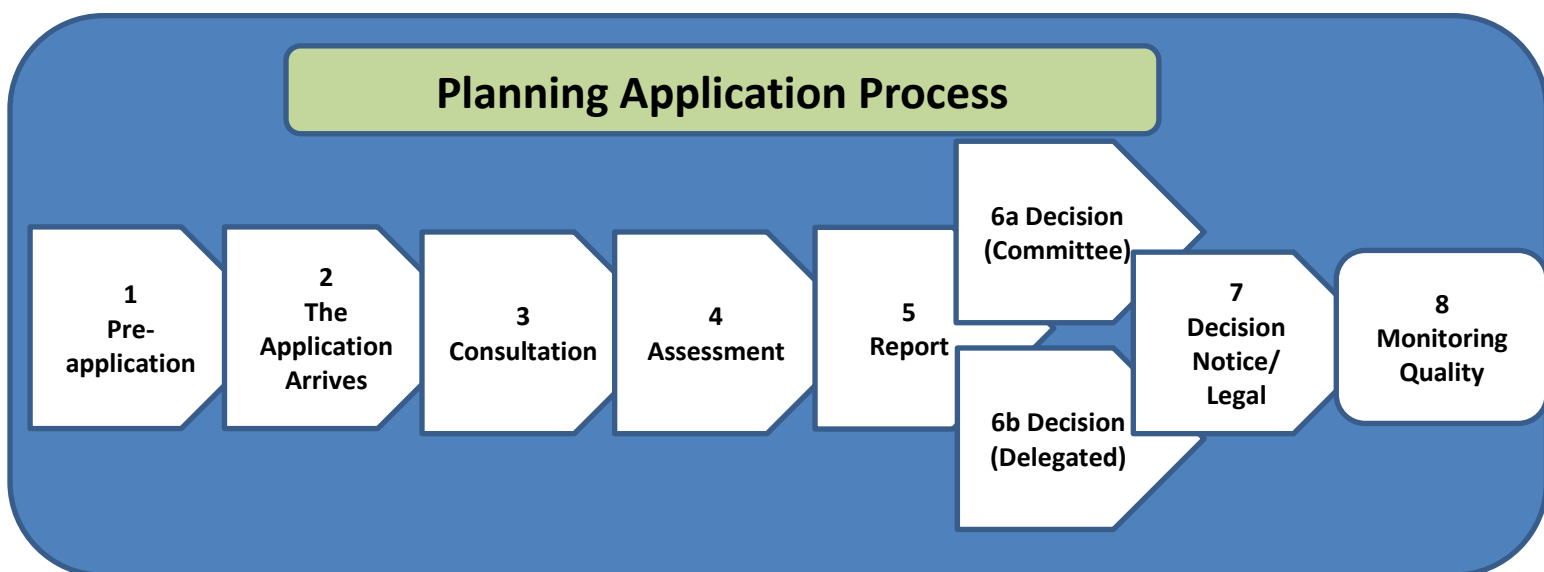 Planning Application Process
1
Pre-
application
2
The
Application
Arrives
3
Consultation
4
Assessment
5
Report
6a Decision
(Committee)
6b Decision
(Delegated)
7
Decision
Notice/
Legal
8
Monitoring
Quality